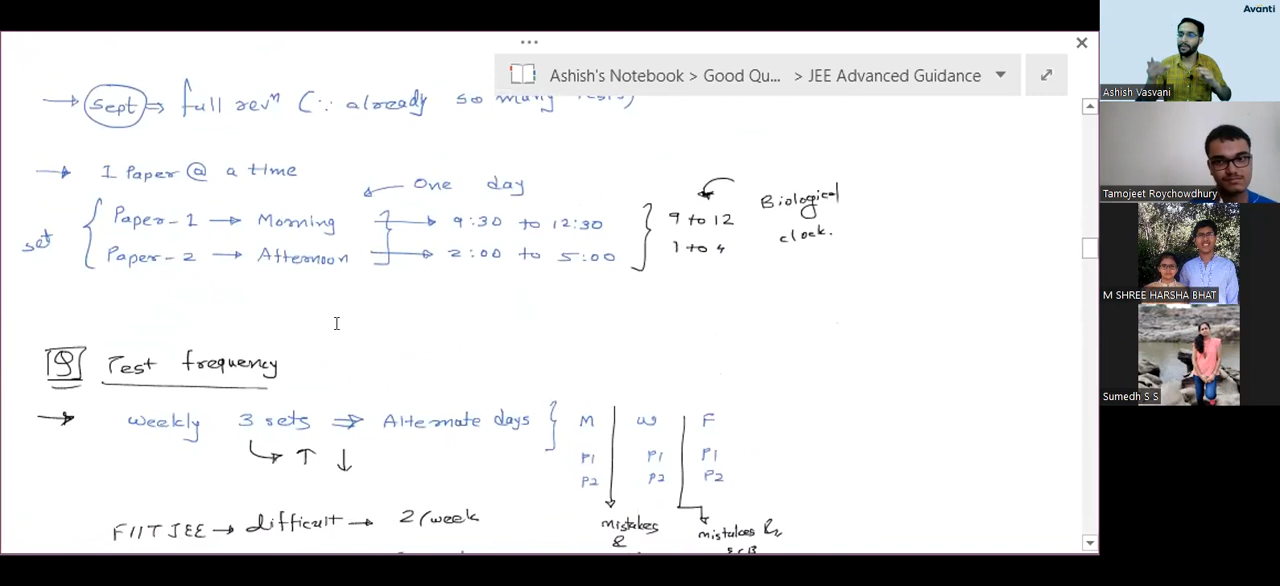 Avanti
Ashish's Notebook > Good Qu... > JEE Advanced Guidance
Ashish Vasvani
→ Sept ⇒ full revⁿ (∵ already so many tests)
→ 1 Paper @ a time
← One day
set { Paper-1 → Morning → 9:30 to 12:30 } 9 to 12
Paper-2 → Afternoon → 2:00 to 5:00 1 to 4
Biological
clock.
Tamojeet Roychowdhury
M SHREE HARSHA BHAT
Sumedh S S
Q Test frequency
→ weekly 3 sets ⇒ Alternate days } M | W | F
↳ ↑ ↓
P1 P1 P1
P2 P2 P2
FIITJEE → difficult → 2/week
mistakes
&
mistakes